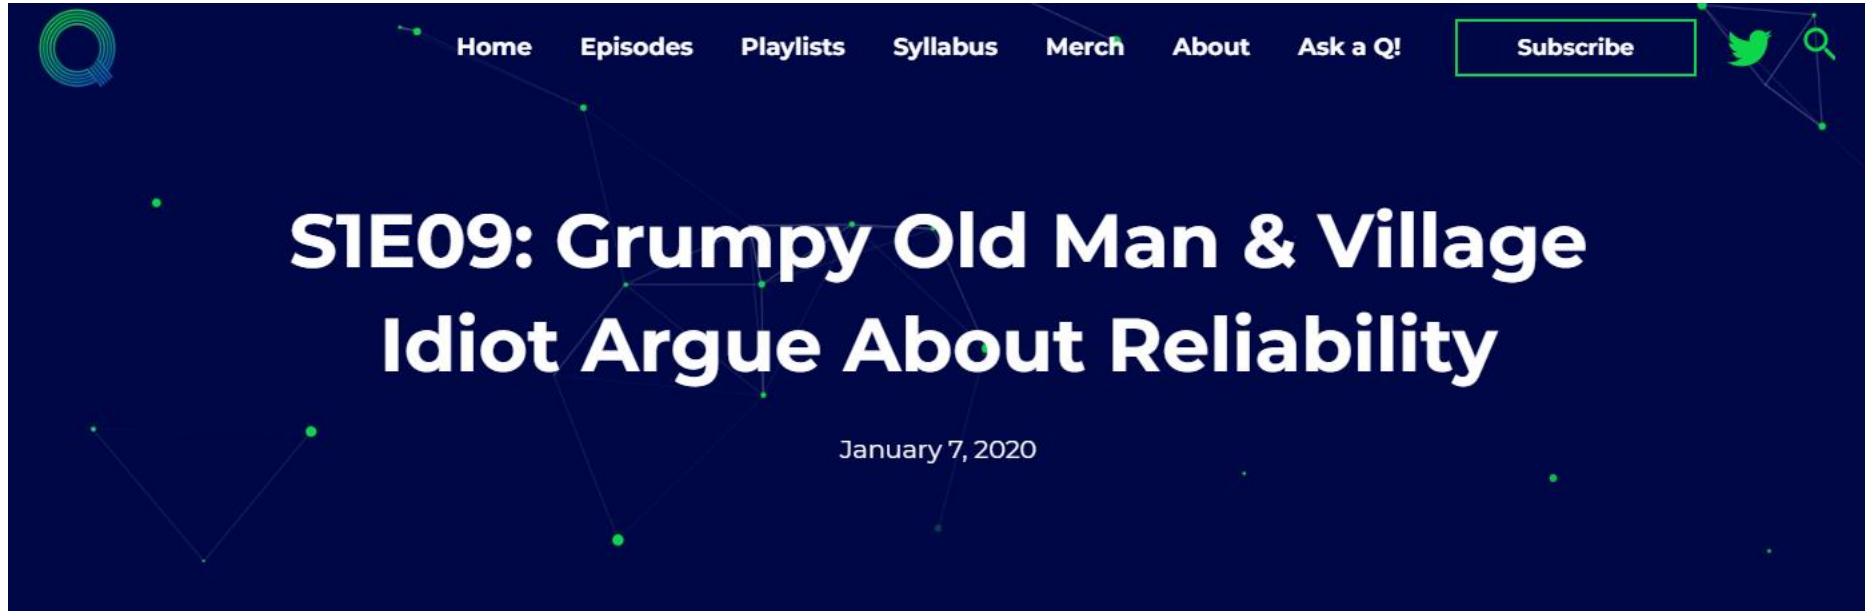 Home Episodes Playlists Syllabus Merch About Ask a Q! Subscribe
S1E09: Grumpy Old Man & Village
Idiot Argue About Reliability
January 7, 2020